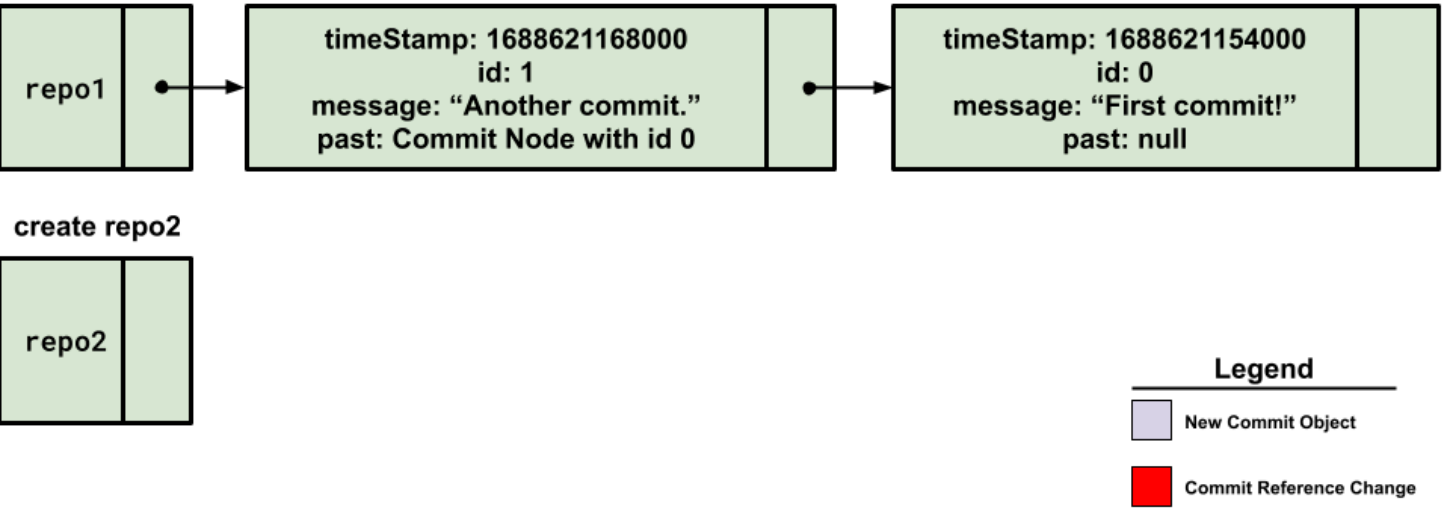 repo1
timeStamp: 1688621168000
id: 1
message: “Another commit.”
past: Commit Node with id 0
timeStamp: 1688621154000
id: 0
message: “First commit!”
past: null
create repo2
repo2
Legend
New Commit Object
Commit Reference Change